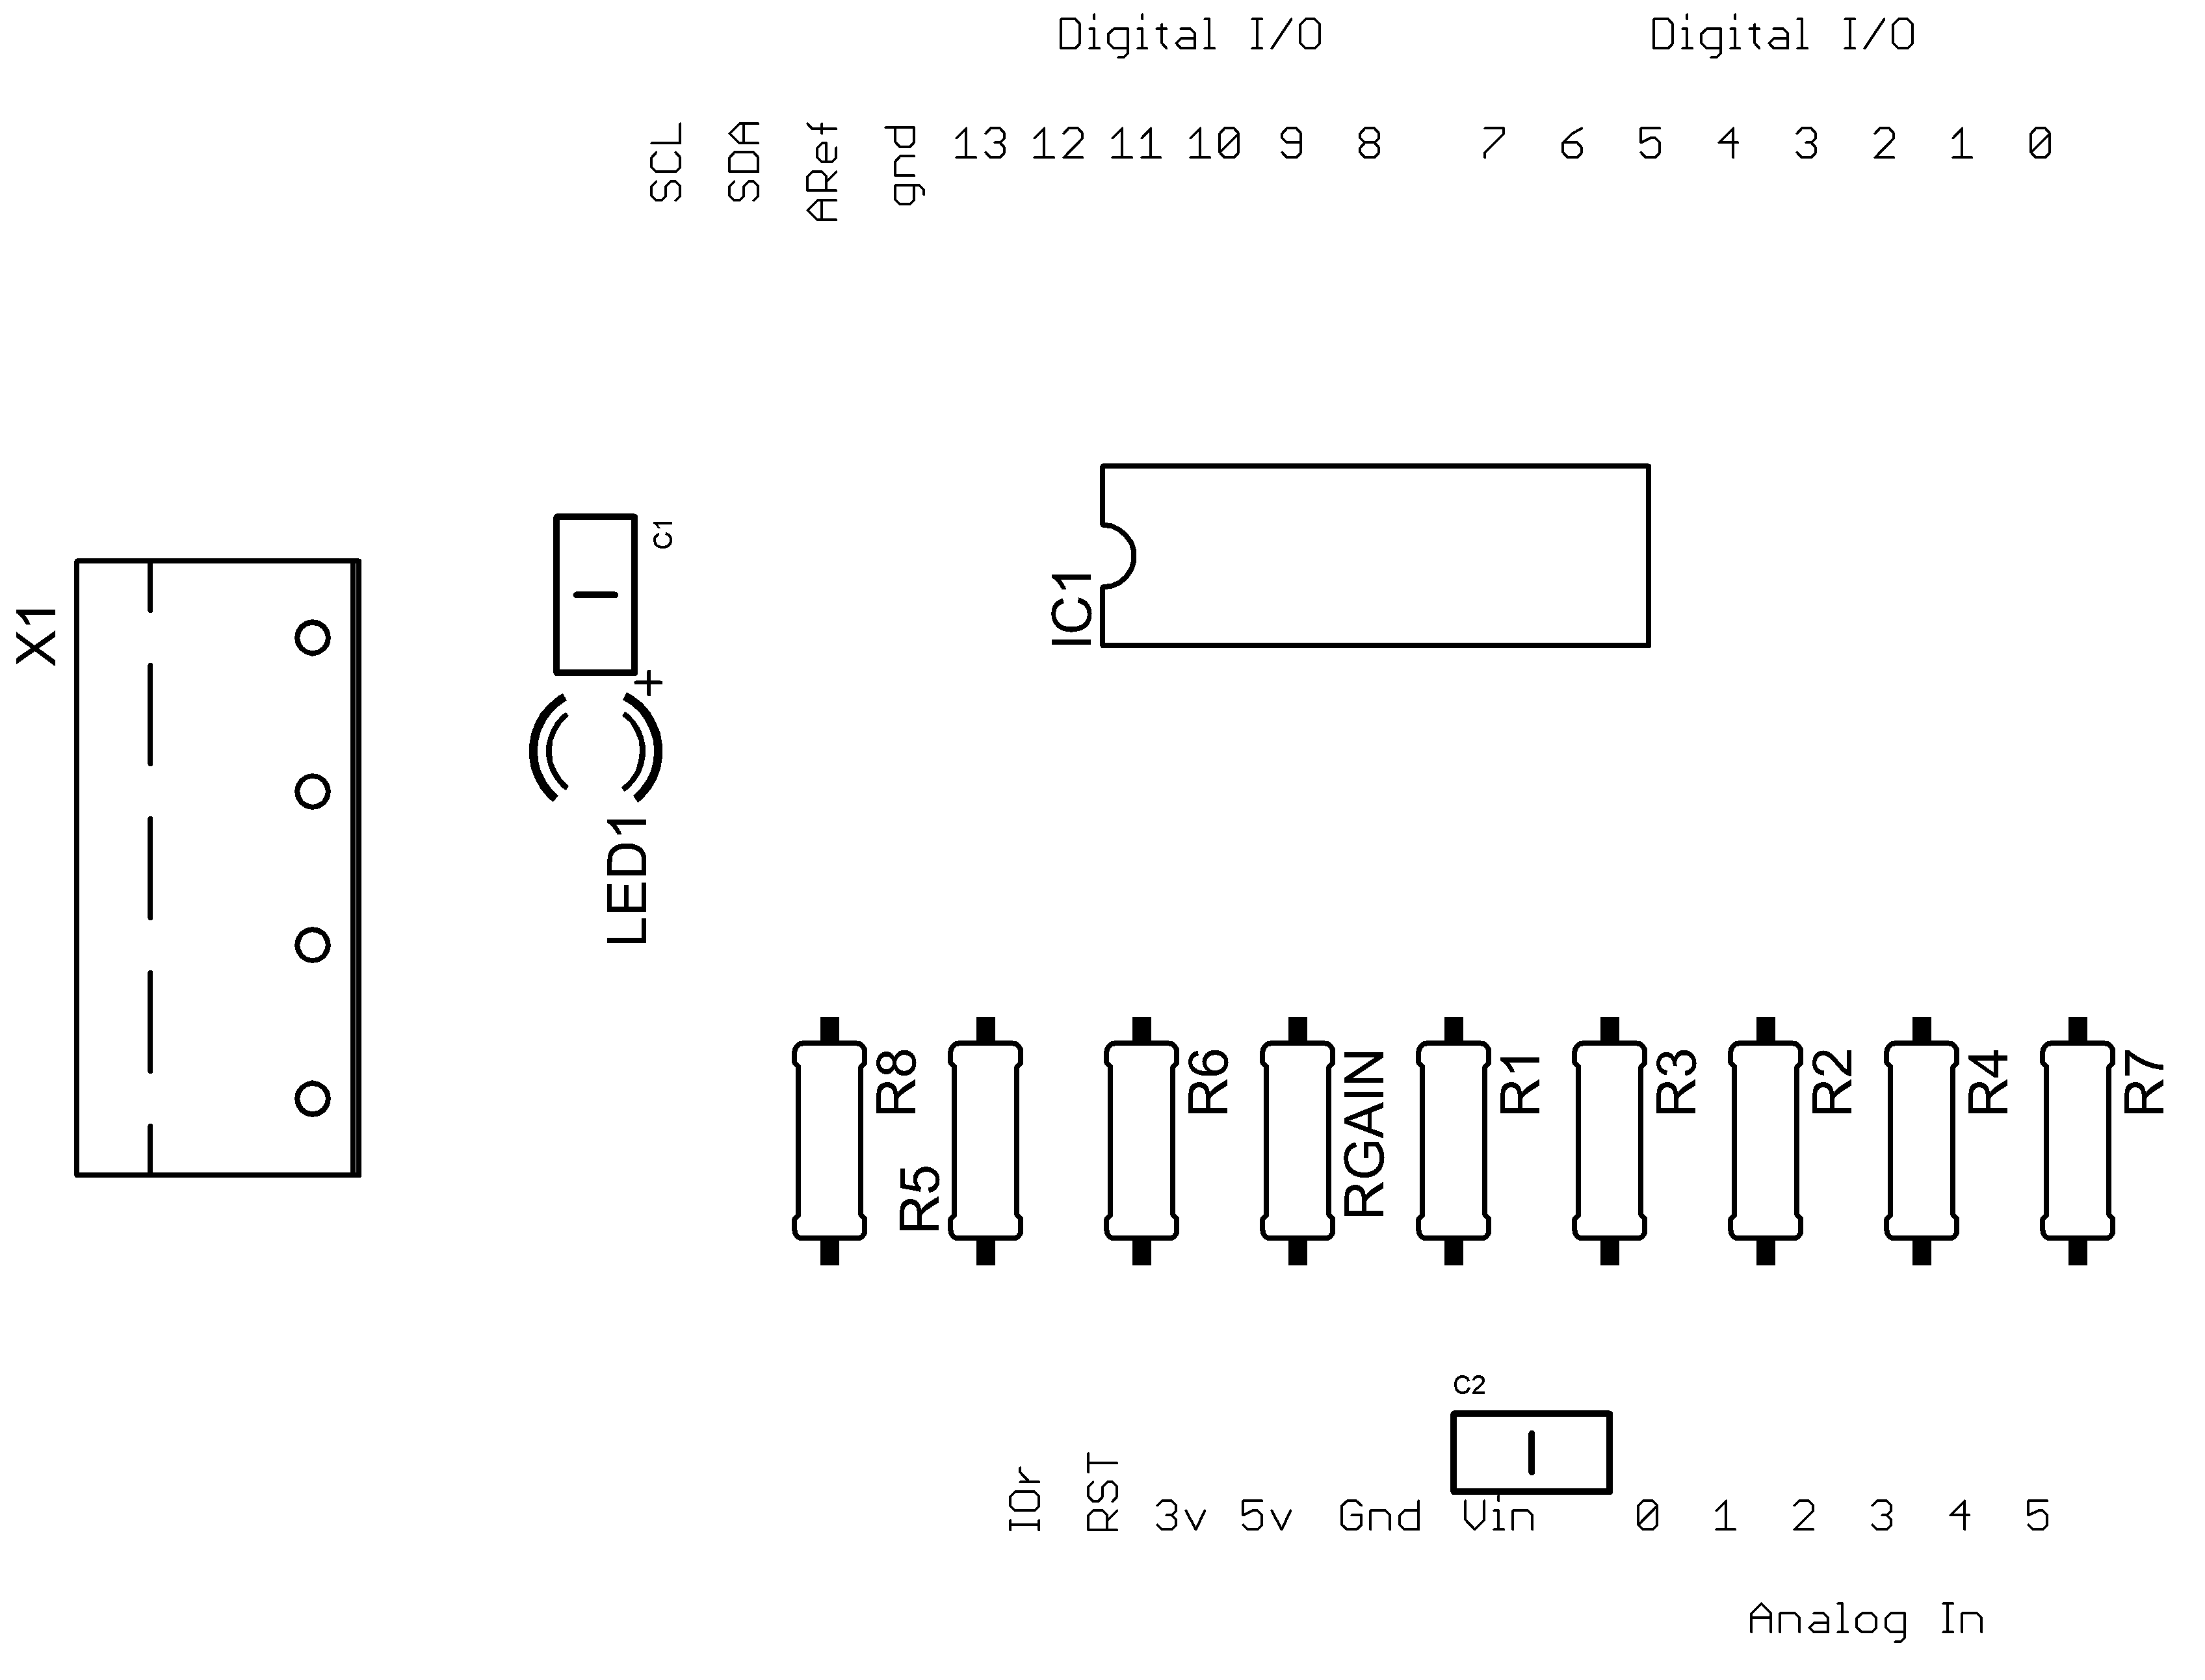 Digital I/O Digital I/O
SCL SDA ARef gnd 13 12 11 10 9 8 7 6 5 4 3 2 1 0
C1
IC1
X1
+
LED1
R8 R6 RGAIN R1 R3 R2 R4 R7
R5
C2
IOr RST 3v 5v Gnd Vin 0 1 2 3 4 5
Analog In